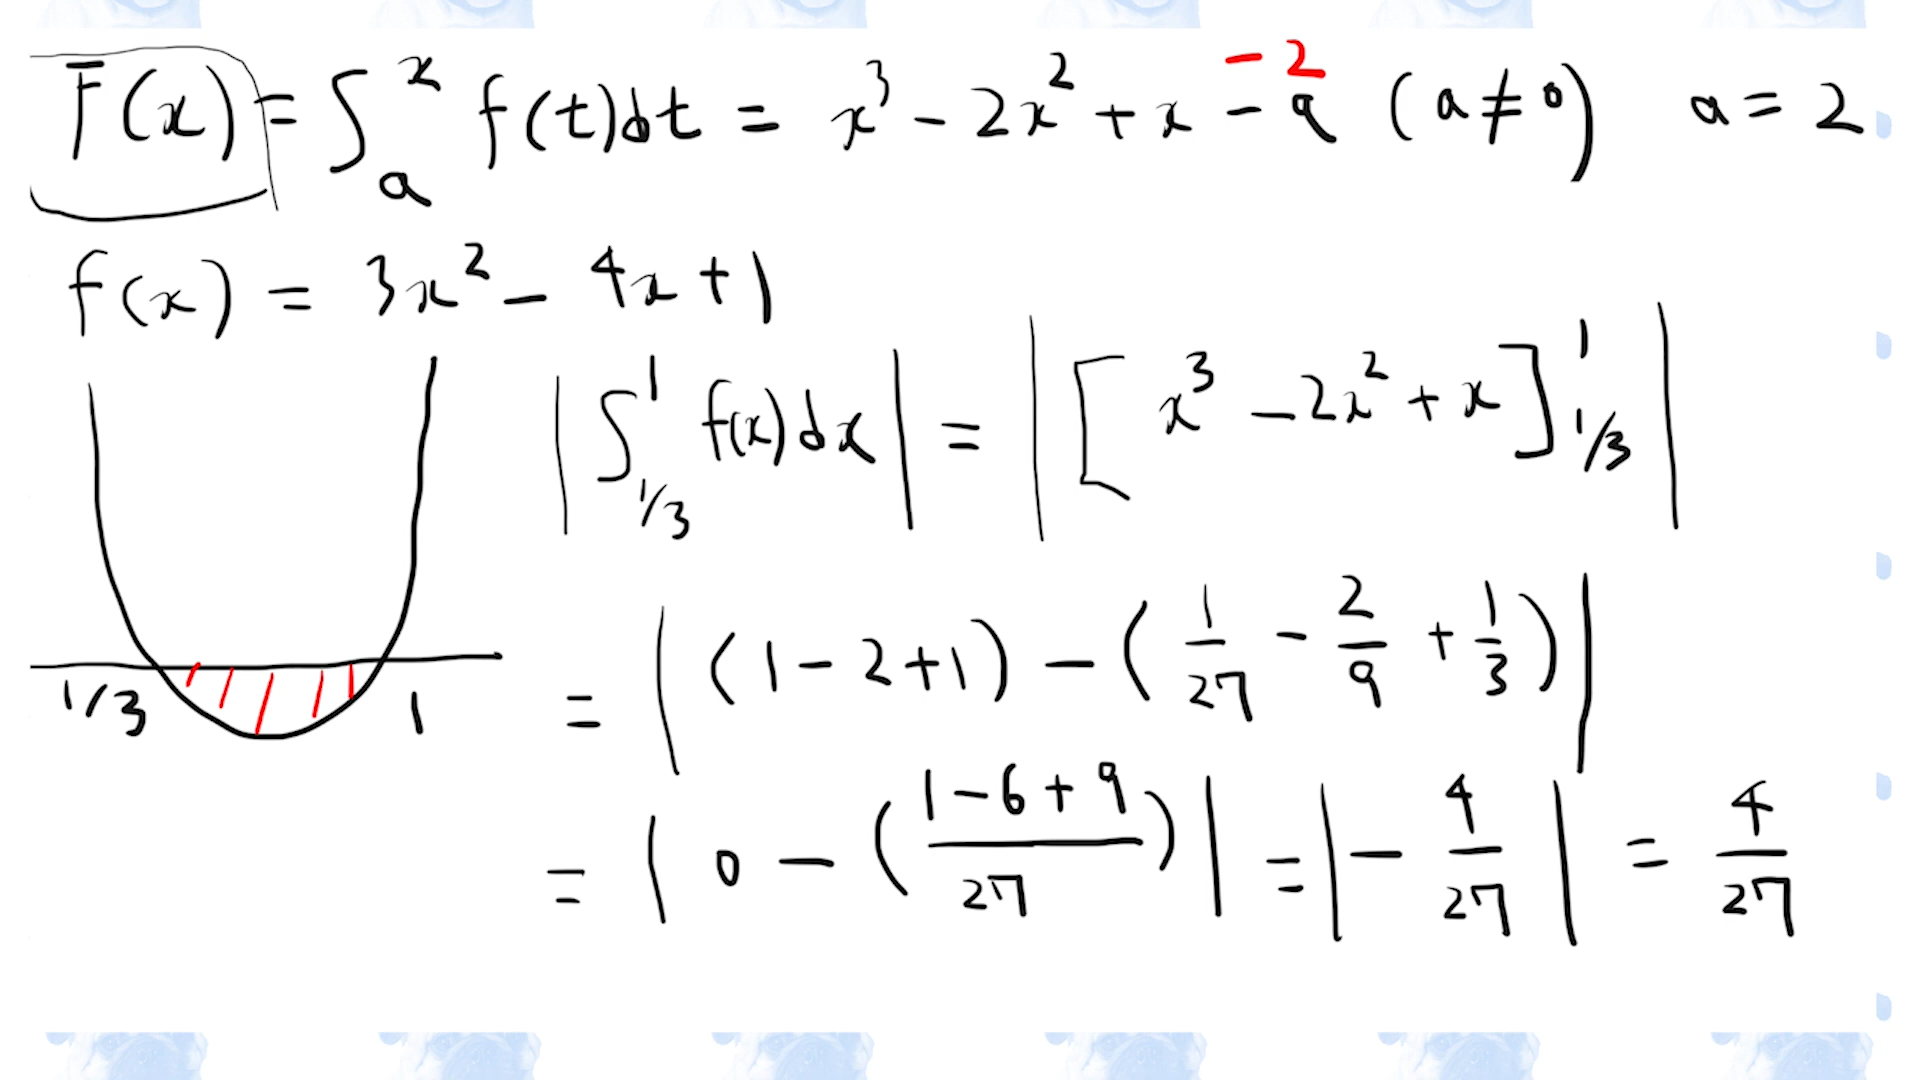 F(x) = ∫_a^x f(t)dt = x³ - 2x² + x - a (a ≠ 0) a = 2
- 2
f(x) = 3x² - 4x + 1
|∫_{1/3}^1 f(x)dx| = |[x³ - 2x² + x]_{1/3}^1|
1/3 1
= |(1 - 2 + 1) - (1/27 - 2/9 + 1/3)|
= |0 - ((1 - 6 + 9)/27)| = |- 4/27| = 4/27